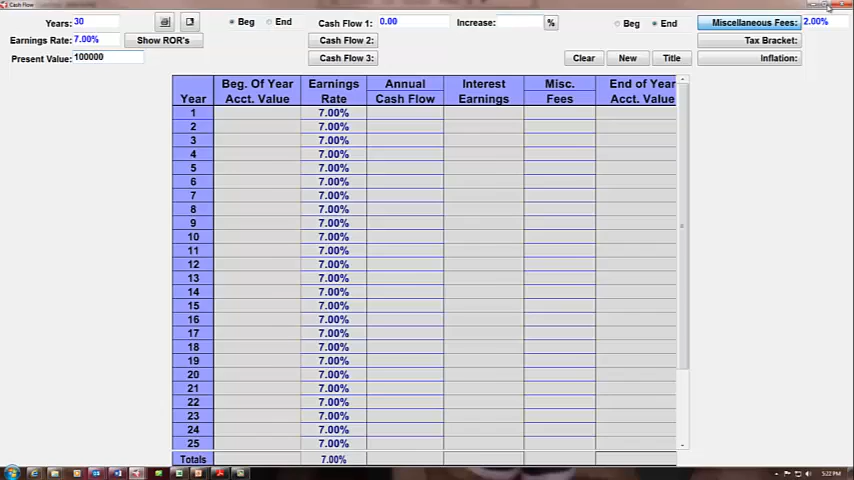 Cash Flow
Years: 30
Beg End
Cash Flow 1: 0.00
Increase: %
Beg End
Miscellaneous Fees: 2.00%
Earnings Rate: 7.00%
Show ROR's
Cash Flow 2:
Tax Bracket:
Present Value: 100000
Cash Flow 3:
Clear New Title
Inflation:
Beg. Of Year Earnings Annual Interest Misc. End of Year
Year Acct. Value Rate Cash Flow Earnings Fees Acct. Value
1 7.00%
2 7.00%
3 7.00%
4 7.00%
5 7.00%
6 7.00%
7 7.00%
8 7.00%
9 7.00%
10 7.00%
11 7.00%
12 7.00%
13 7.00%
14 7.00%
15 7.00%
16 7.00%
17 7.00%
18 7.00%
19 7.00%
20 7.00%
21 7.00%
22 7.00%
23 7.00%
24 7.00%
25 7.00%
Totals 7.00%
5:22 PM